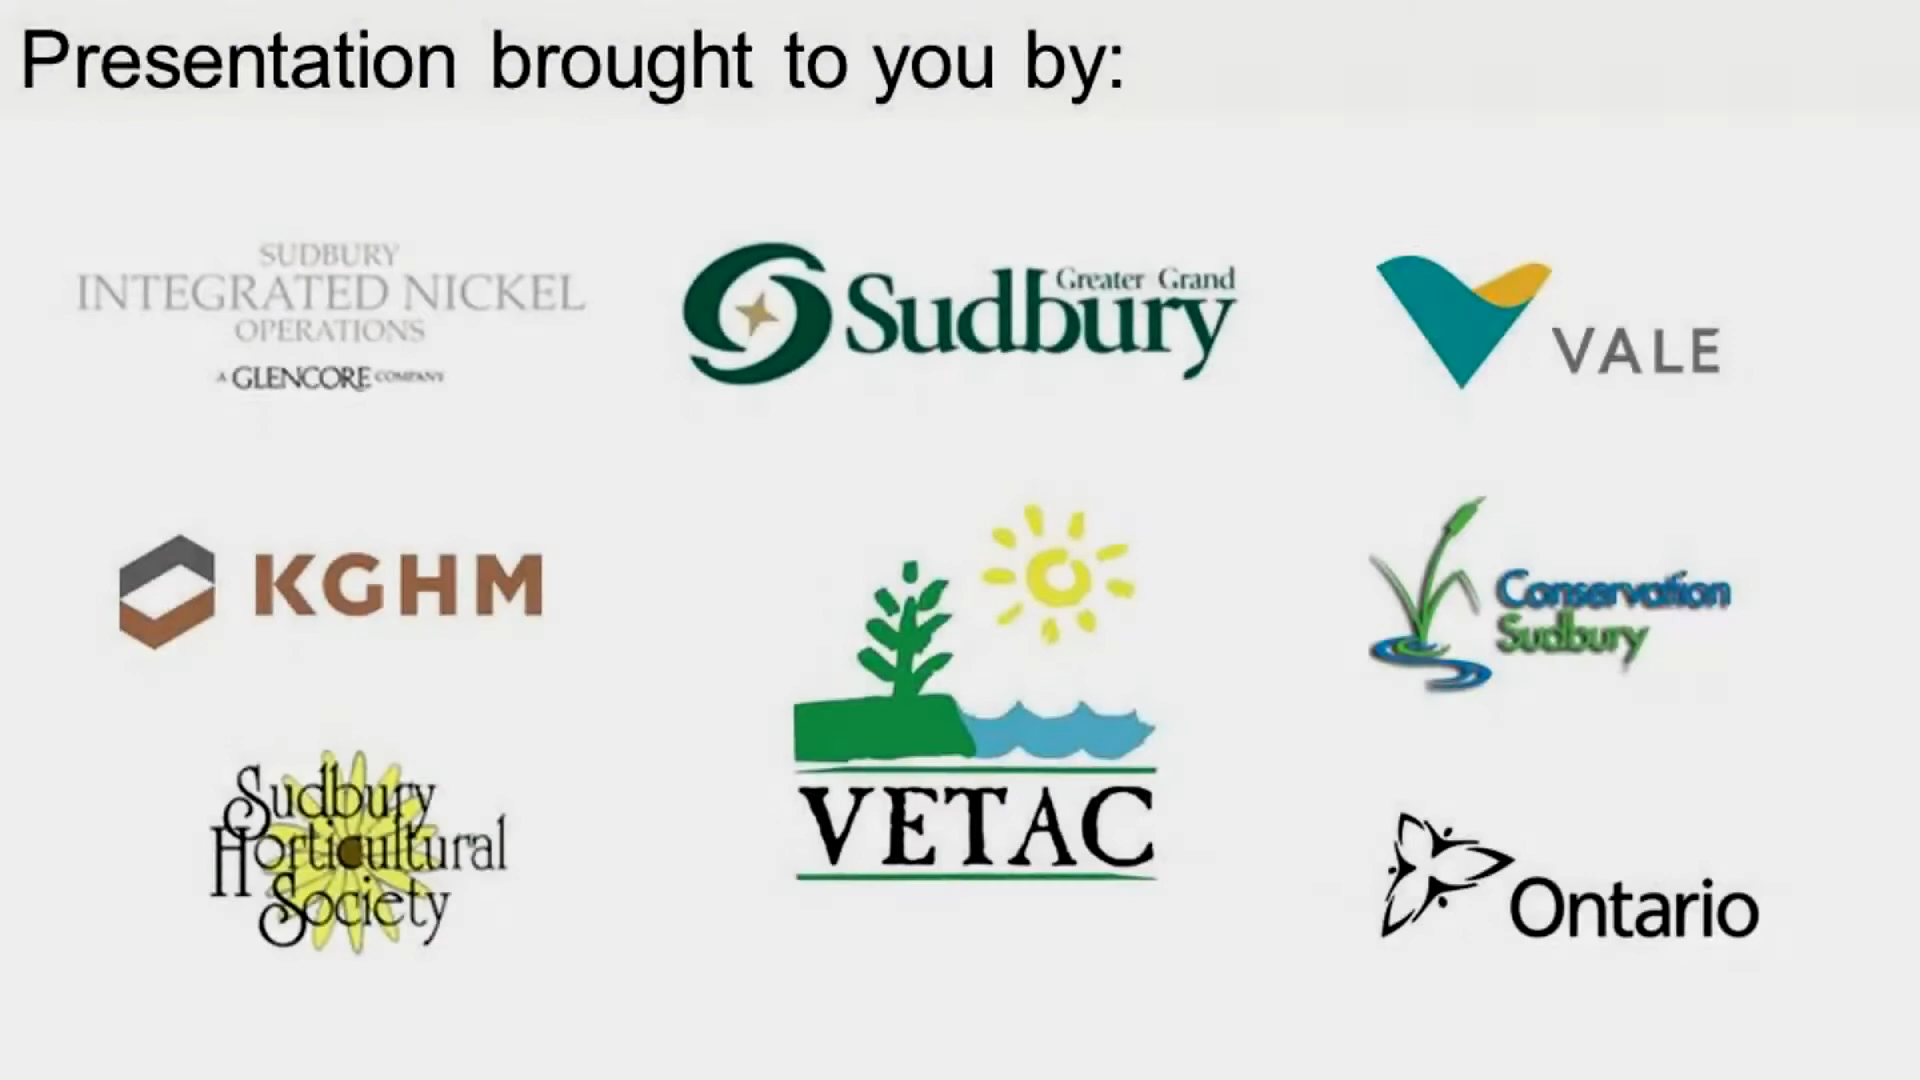 Presentation brought to you by:
SUDBURY
INTEGRATED NICKEL
OPERATIONS
A GLENCORE COMPANY
Greater Grand
Sudbury
VALE
KGHM
Conservation
Sudbury
VETAC
Sudbury
Horticultural
Society
Ontario